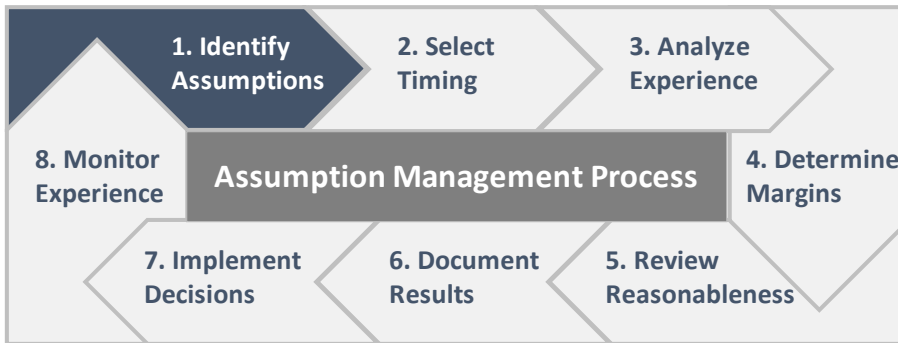 1. Identify
Assumptions
2. Select
Timing
3. Analyze
Experience
4. Determine
Margins
5. Review
Reasonableness
6. Document
Results
7. Implement
Decisions
8. Monitor
Experience
Assumption Management Process